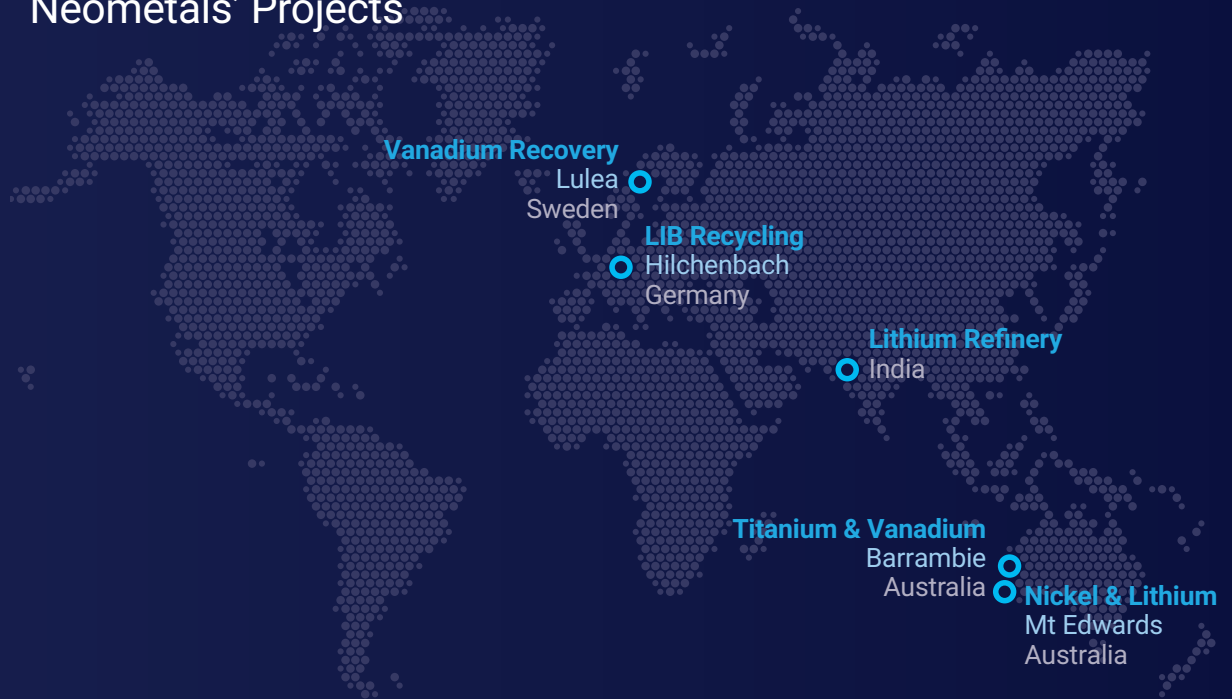 Neometals' Projects
Vanadium Recovery
Lulea
Sweden
LIB Recycling
Hilchenbach
Germany
Lithium Refinery
India
Titanium & Vanadium
Barrambie
Australia
Nickel & Lithium
Mt Edwards
Australia